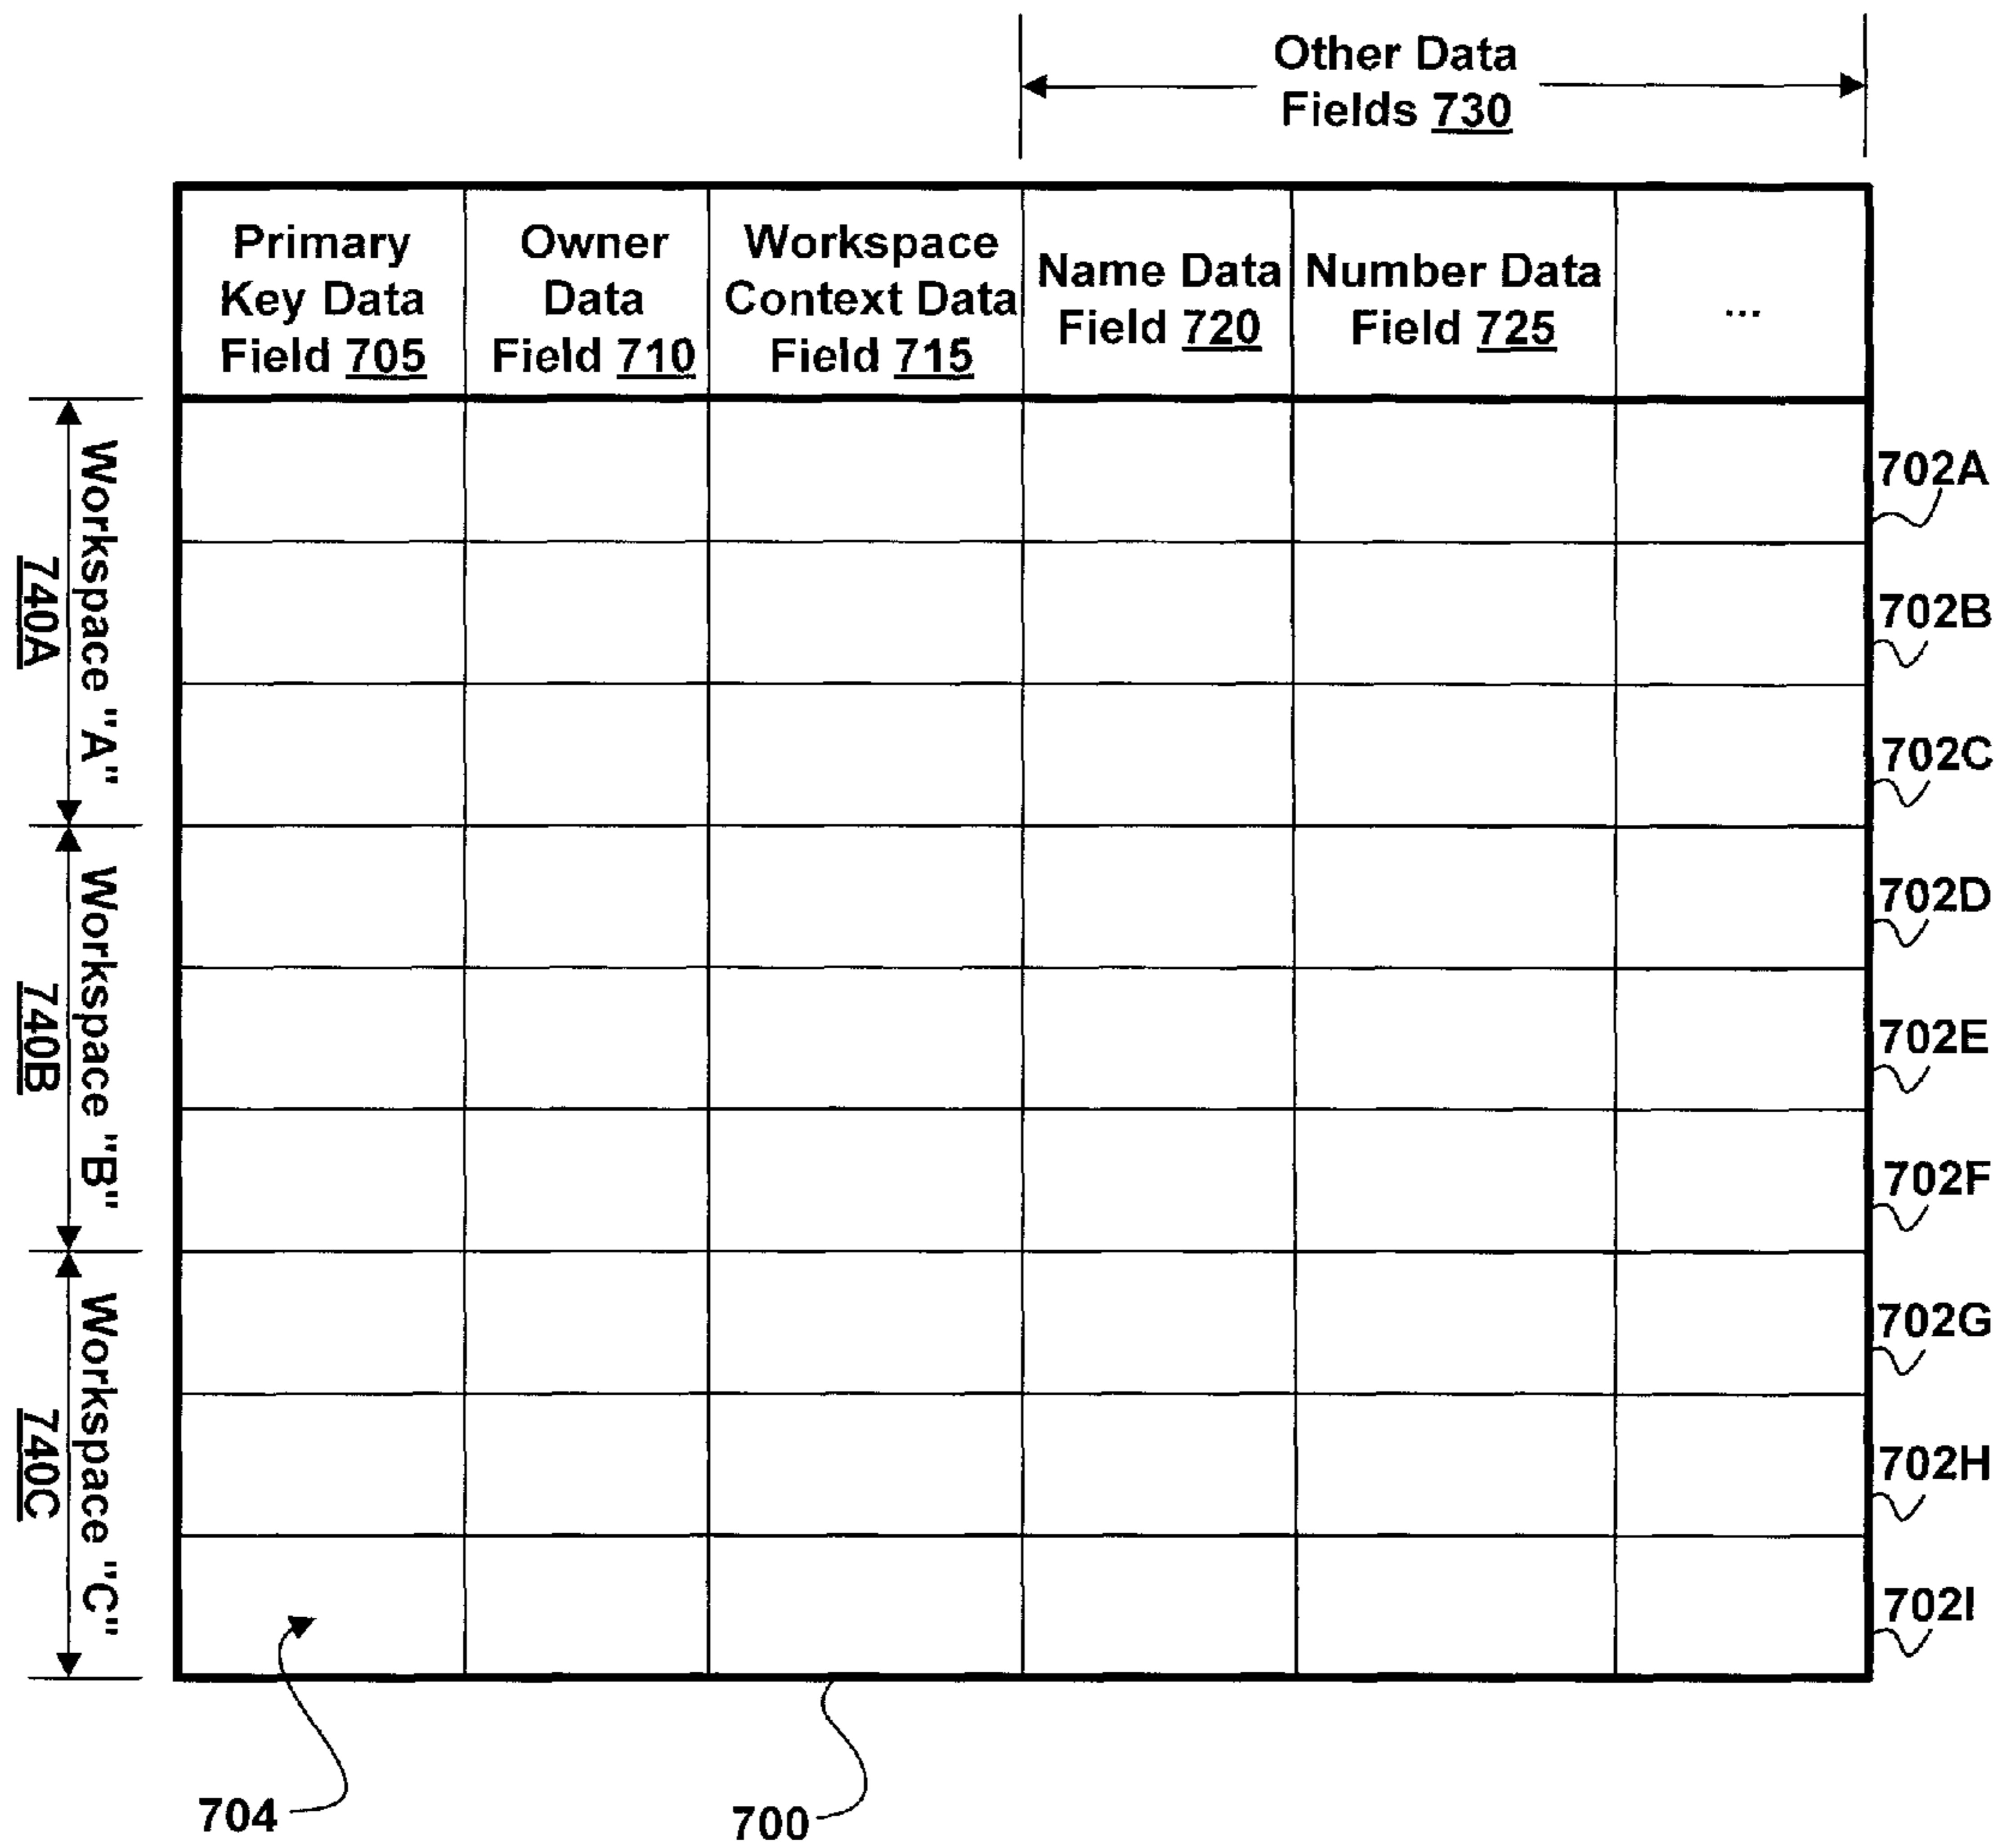 Other Data
Fields 730
Primary
Key Data
Field 705
Owner
Data
Field 710
Workspace
Context Data
Field 715
Name Data
Field 720
Number Data
Field 725
...
Workspace "A"
740A
Workspace "B"
740B
Workspace "C"
740C
702A
702B
702C
702D
702E
702F
702G
702H
702I
704
700